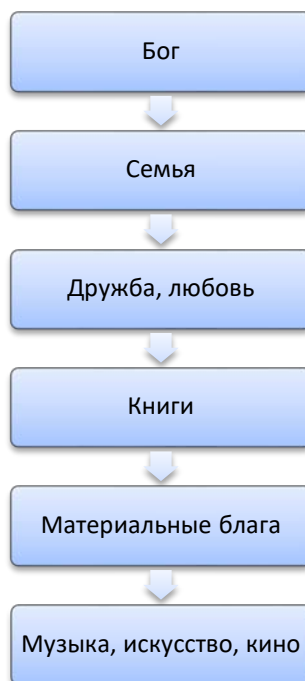 Бог
Семья
Дружба, любовь
Книги
Материальные блага
Музыка, искусство, кино